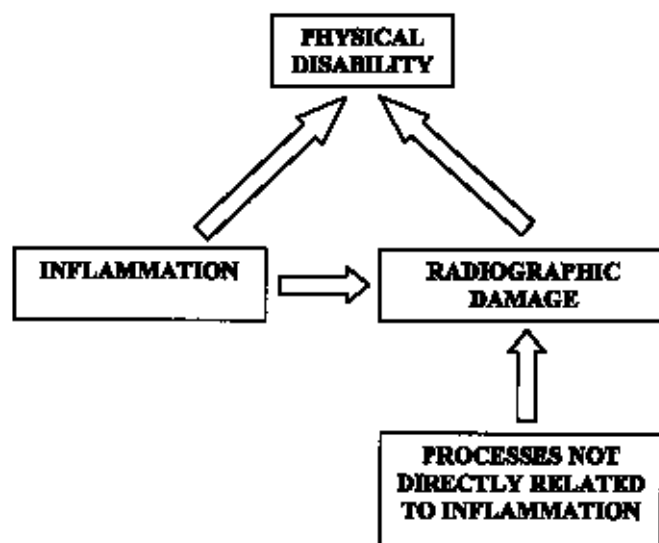 PHYSICAL
DISABILITY
INFLAMMATION
RADIOGRAPHIC
DAMAGE
PROCESSES NOT
DIRECTLY RELATED
TO INFLAMMATION